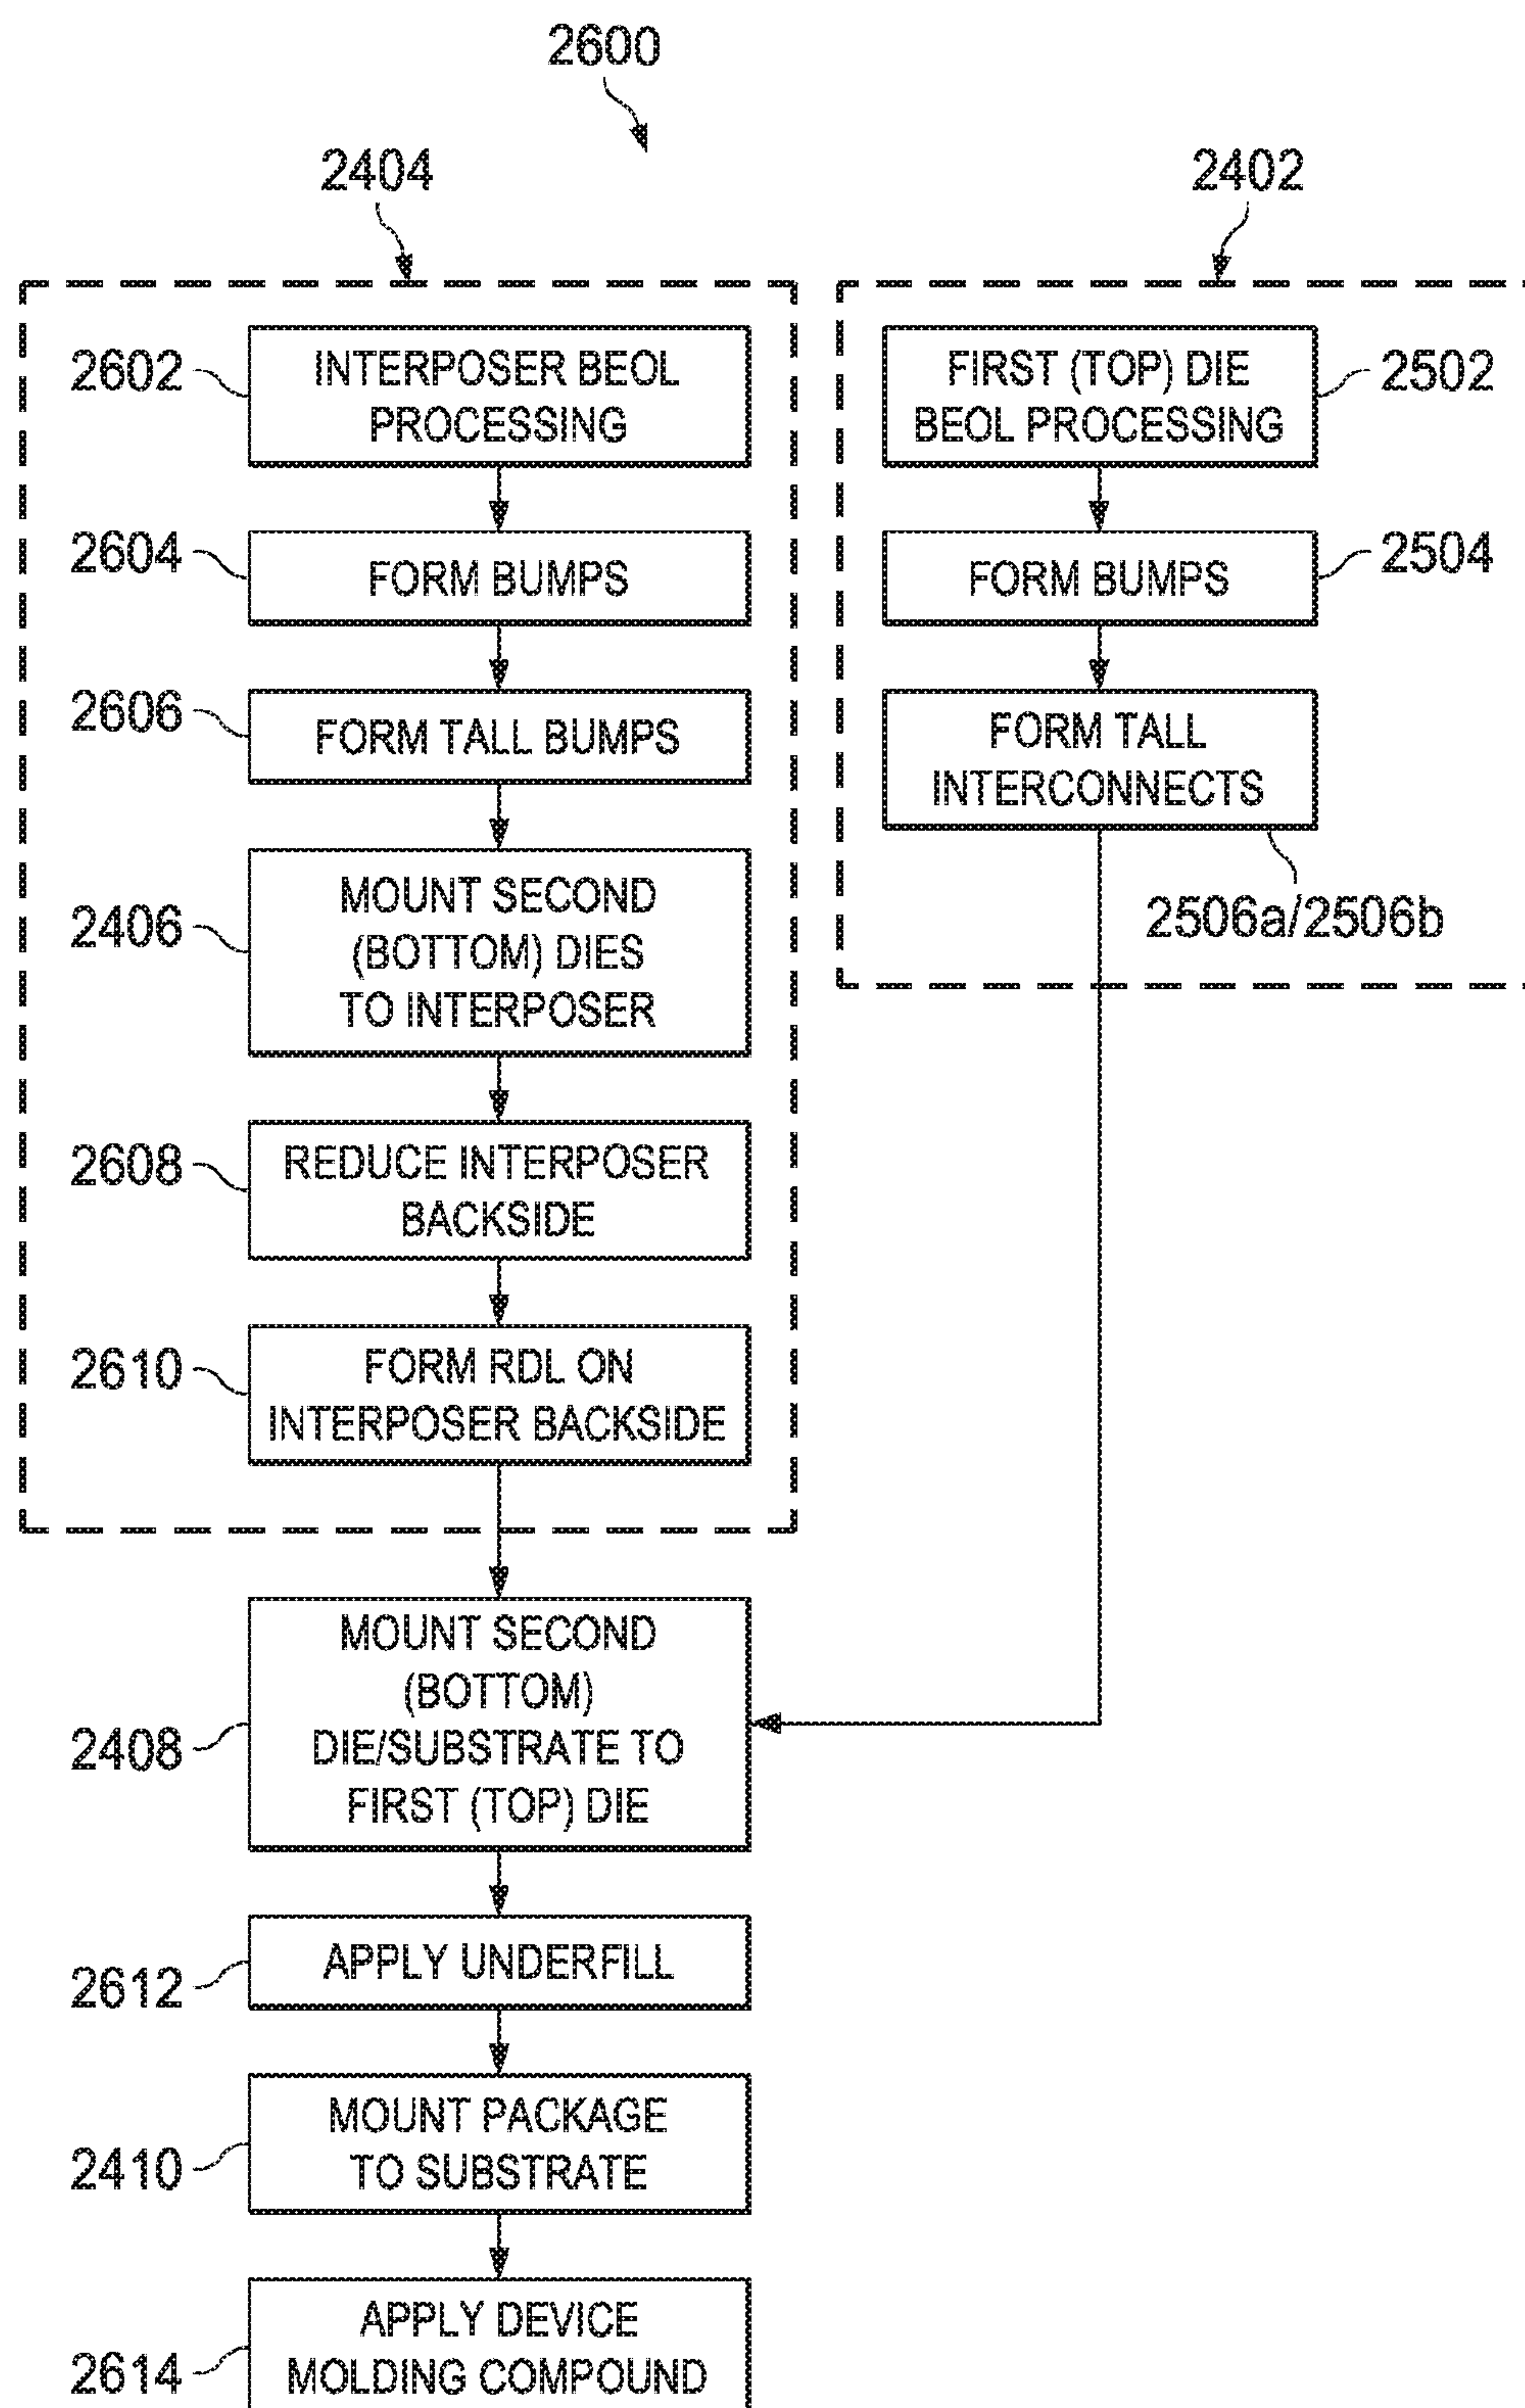 2600
2404
2402
2602
INTERPOSER BEOL
PROCESSING
2604
FORM BUMPS
2606
FORM TALL BUMPS
2406
MOUNT SECOND
(BOTTOM) DIES
TO INTERPOSER
2608
REDUCE INTERPOSER
BACKSIDE
2610
FORM RDL ON
INTERPOSER BACKSIDE
FIRST (TOP) DIE
BEOL PROCESSING
2502
FORM BUMPS
2504
FORM TALL
INTERCONNECTS
2506a/2506b
2408
MOUNT SECOND
(BOTTOM)
DIE/SUBSTRATE TO
FIRST (TOP) DIE
2612
APPLY UNDERFILL
2410
MOUNT PACKAGE
TO SUBSTRATE
2614
APPLY DEVICE
MOLDING COMPOUND